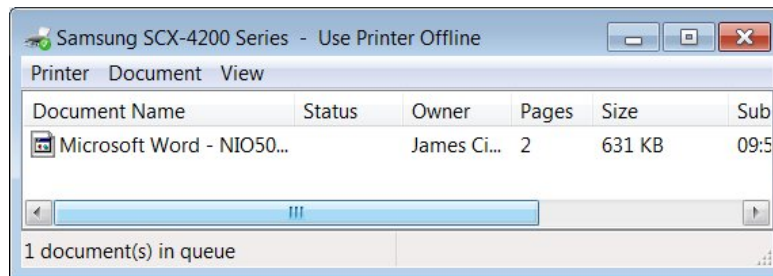 Samsung SCX-4200 Series - Use Printer Offline
Printer Document View
Document Name Status Owner Pages Size Sub
Microsoft Word - NIO50... James Ci... 2 631 KB 09:5
1 document(s) in queue